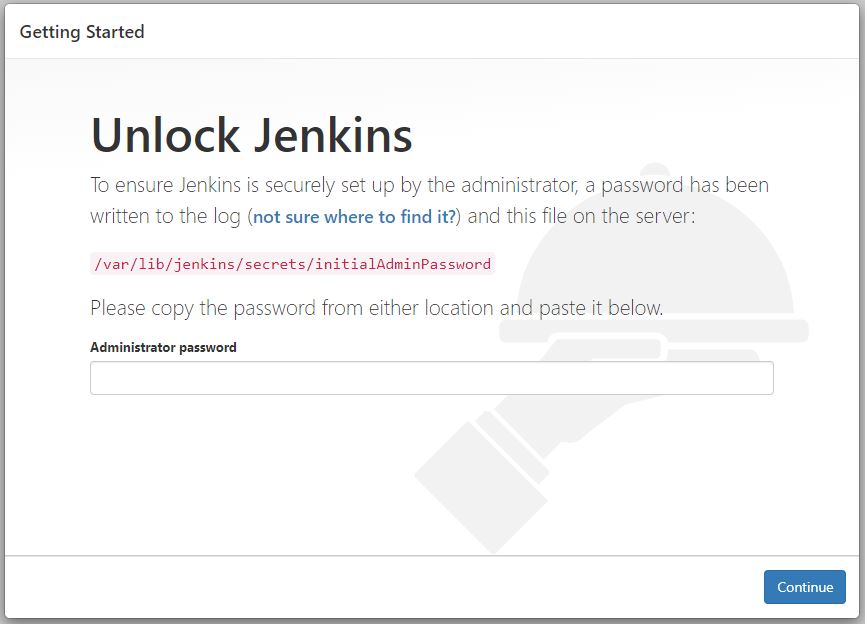 Getting Started
Unlock Jenkins
To ensure Jenkins is securely set up by the administrator, a password has been
written to the log (not sure where to find it?) and this file on the server:
/var/lib/jenkins/secrets/initialAdminPassword
Please copy the password from either location and paste it below.
Administrator password
Continue